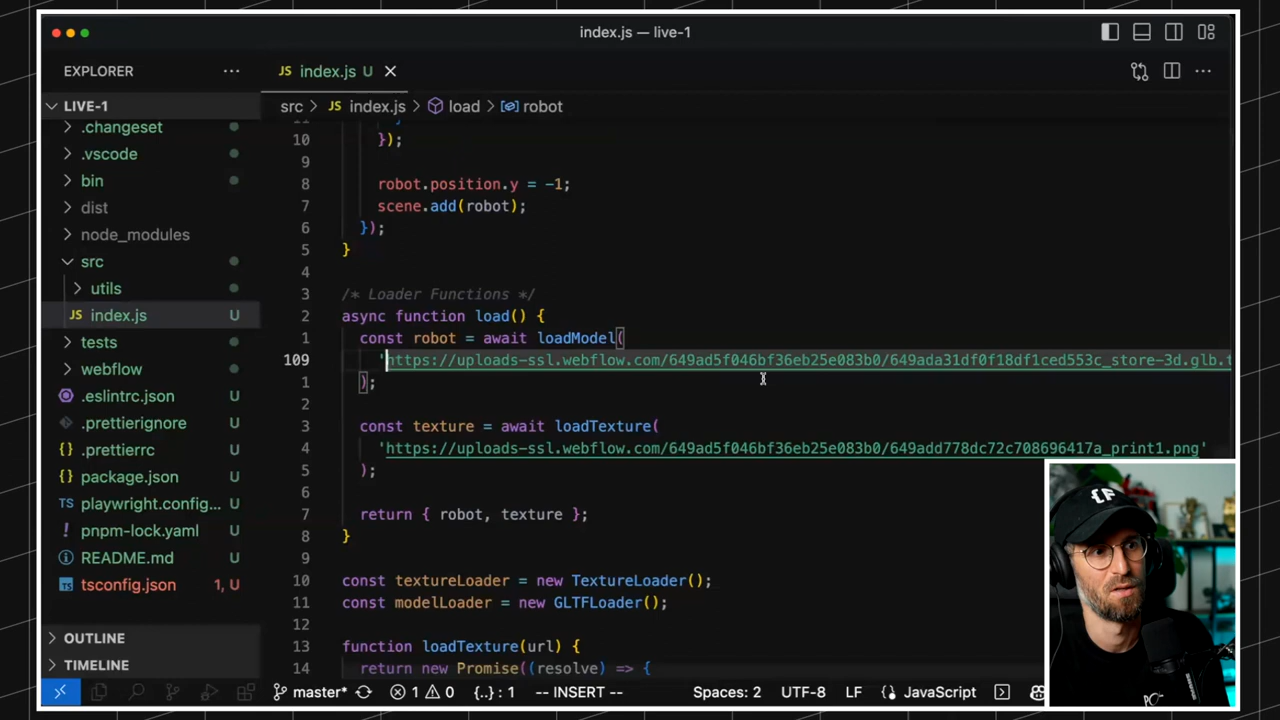 index.js — live-1
EXPLORER
JS index.js U
LIVE-1
src > JS index.js > load > robot
.changeset
.vscode
bin
dist
node_modules
src
utils
JS index.js U
tests
webflow
.eslintrc.json U
.prettierignore U
{} .prettierrc U
{} package.json U
TS playwright.config... U
! pnpm-lock.yaml U
README.md U
tsconfig.json 1, U
OUTLINE
TIMELINE
11 }
10 });
9
8 robot.position.y = -1;
7 scene.add(robot);
6 });
5 }
4
3 /* Loader Functions */
2 async function load() {
1 const robot = await loadModel(
109 'https://uploads-ssl.webflow.com/649ad5f046bf36eb25e083b0/649ada31df0f18df1ced553c_store-3d.glb.t
1 );
2
3 const texture = await loadTexture(
4 'https://uploads-ssl.webflow.com/649ad5f046bf36eb25e083b0/649add778dc72c708696417a_print1.png'
5 );
6
7 return { robot, texture };
8 }
9
10 const textureLoader = new TextureLoader();
11 const modelLoader = new GLTFLoader();
12
13 function loadTexture(url) {
14 return new Promise((resolve) => {
master* 1 0 {..} : 1 -- INSERT -- Spaces: 2 UTF-8 LF JavaScript